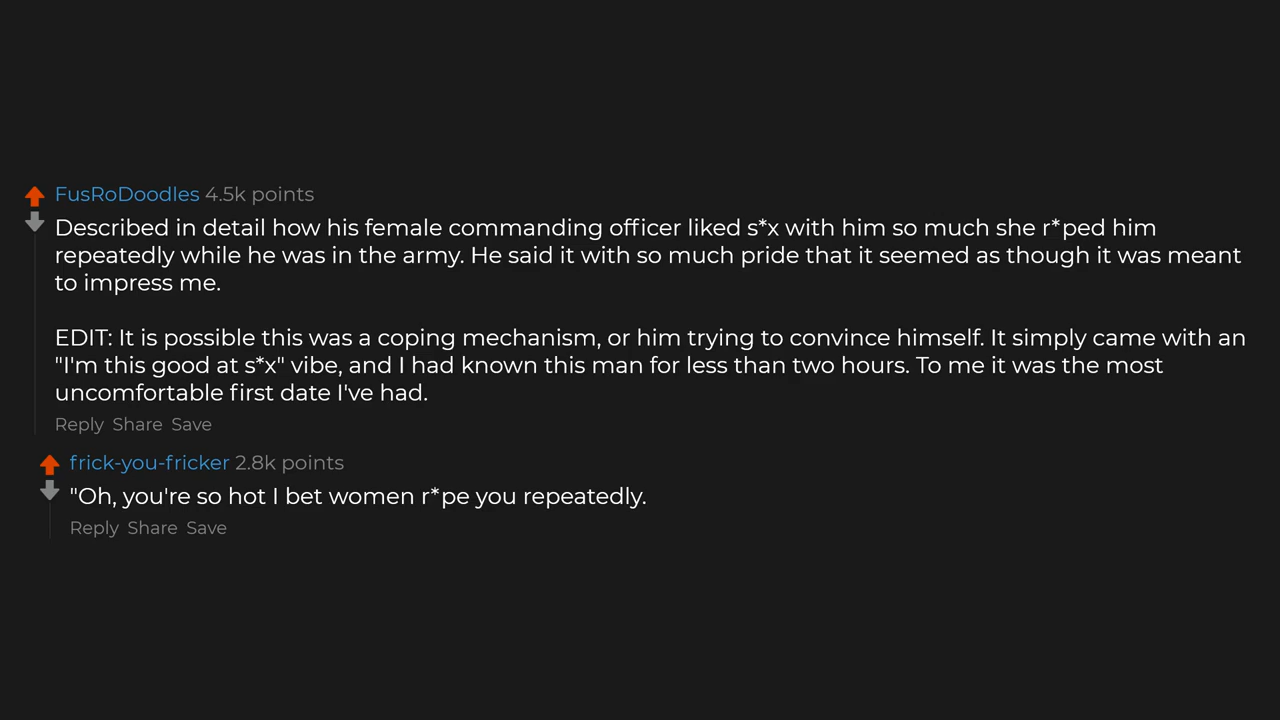 FusRoDoodles 4.5k points
Described in detail how his female commanding officer liked s*x with him so much she r*ped him
repeatedly while he was in the army. He said it with so much pride that it seemed as though it was meant
to impress me.
EDIT: It is possible this was a coping mechanism, or him trying to convince himself. It simply came with an
"I'm this good at s*x" vibe, and I had known this man for less than two hours. To me it was the most
uncomfortable first date I've had.
Reply Share Save
frick-you-fricker 2.8k points
"Oh, you're so hot I bet women r*pe you repeatedly.
Reply Share Save